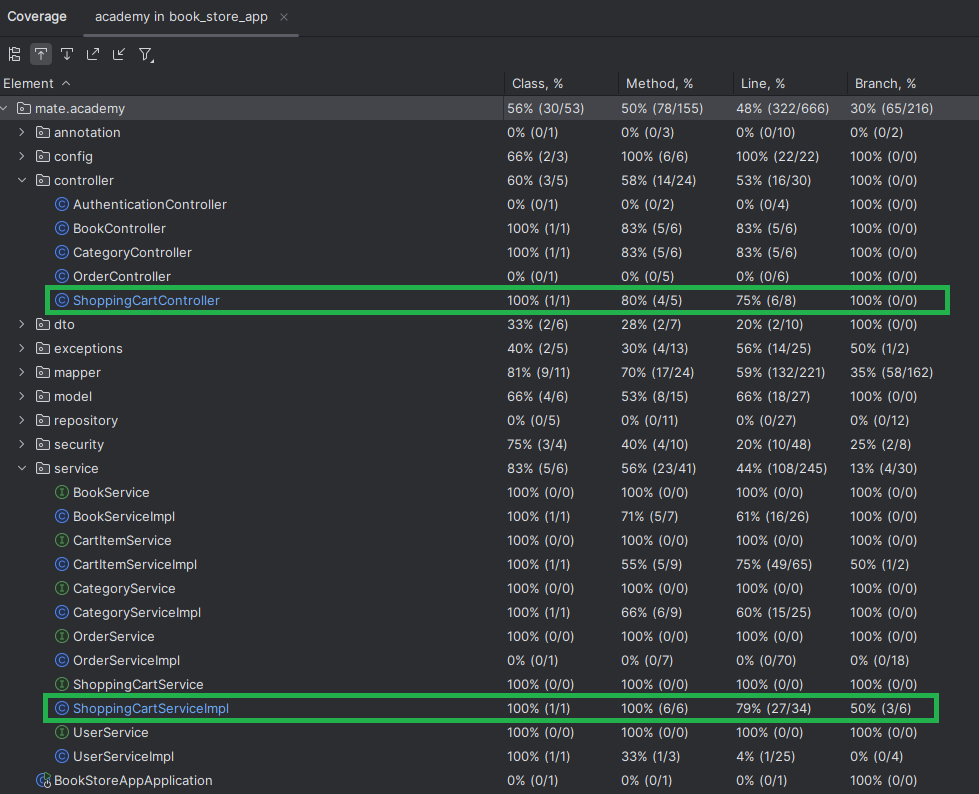 Coverage academy in book_store_app
Element Class, % Method, % Line, % Branch, %
mate.academy 56% (30/53) 50% (78/155) 48% (322/666) 30% (65/216)
annotation 0% (0/1) 0% (0/3) 0% (0/10) 0% (0/2)
config 66% (2/3) 100% (6/6) 100% (22/22) 100% (0/0)
controller 60% (3/5) 58% (14/24) 53% (16/30) 100% (0/0)
AuthenticationController 0% (0/1) 0% (0/2) 0% (0/4) 100% (0/0)
BookController 100% (1/1) 83% (5/6) 83% (5/6) 100% (0/0)
CategoryController 100% (1/1) 83% (5/6) 83% (5/6) 100% (0/0)
OrderController 0% (0/1) 0% (0/5) 0% (0/6) 100% (0/0)
ShoppingCartController 100% (1/1) 80% (4/5) 75% (6/8) 100% (0/0)
dto 33% (2/6) 28% (2/7) 20% (2/10) 100% (0/0)
exceptions 40% (2/5) 30% (4/13) 56% (14/25) 50% (1/2)
mapper 81% (9/11) 70% (17/24) 59% (132/221) 35% (58/162)
model 66% (4/6) 53% (8/15) 66% (18/27) 100% (0/0)
repository 0% (0/5) 0% (0/11) 0% (0/27) 0% (0/12)
security 75% (3/4) 40% (4/10) 20% (10/48) 25% (2/8)
service 83% (5/6) 56% (23/41) 44% (108/245) 13% (4/30)
BookService 100% (0/0) 100% (0/0) 100% (0/0) 100% (0/0)
BookServiceImpl 100% (1/1) 71% (5/7) 61% (16/26) 100% (0/0)
CartItemService 100% (0/0) 100% (0/0) 100% (0/0) 100% (0/0)
CartItemServiceImpl 100% (1/1) 55% (5/9) 75% (49/65) 50% (1/2)
CategoryService 100% (0/0) 100% (0/0) 100% (0/0) 100% (0/0)
CategoryServiceImpl 100% (1/1) 66% (6/9) 60% (15/25) 100% (0/0)
OrderService 100% (0/0) 100% (0/0) 100% (0/0) 100% (0/0)
OrderServiceImpl 0% (0/1) 0% (0/7) 0% (0/70) 0% (0/18)
ShoppingCartService 100% (0/0) 100% (0/0) 100% (0/0) 100% (0/0)
ShoppingCartServiceImpl 100% (1/1) 100% (6/6) 79% (27/34) 50% (3/6)
UserService 100% (0/0) 100% (0/0) 100% (0/0) 100% (0/0)
UserServiceImpl 100% (1/1) 33% (1/3) 4% (1/25) 0% (0/4)
BookStoreAppApplication 0% (0/1) 0% (0/1) 0% (0/1) 100% (0/0)